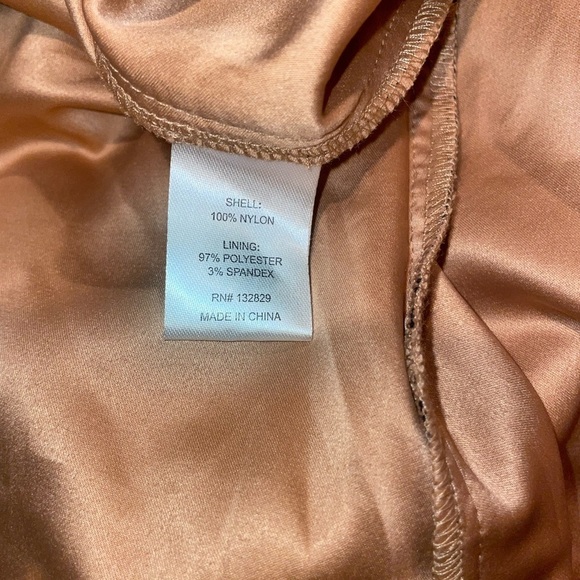 SHELL:
100% NYLON
LINING:
97% POLYESTER
3% SPANDEX
RN# 132829
MADE IN CHINA